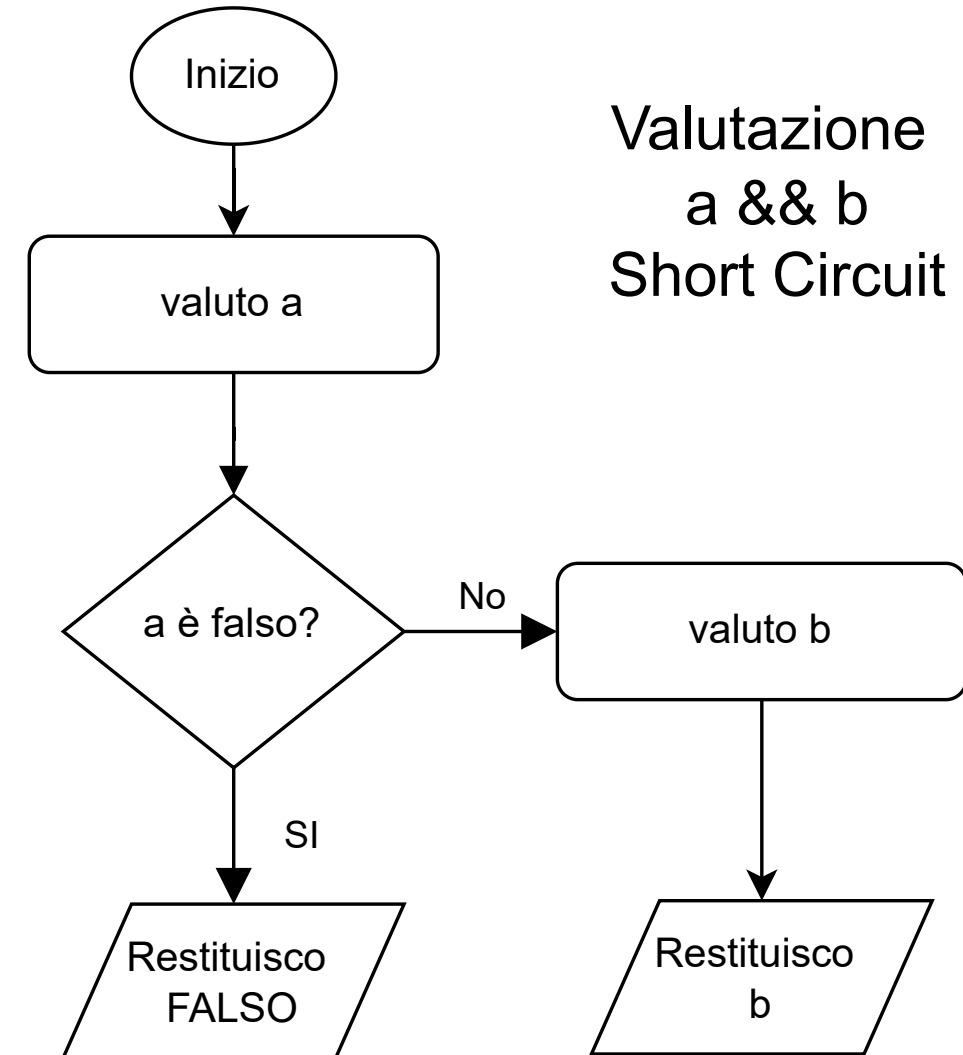 Inizio
Valutazione
a && b
Short Circuit
valuto a
a è falso?
No
valuto b
SI
Restituisco
FALSO
Restituisco
b